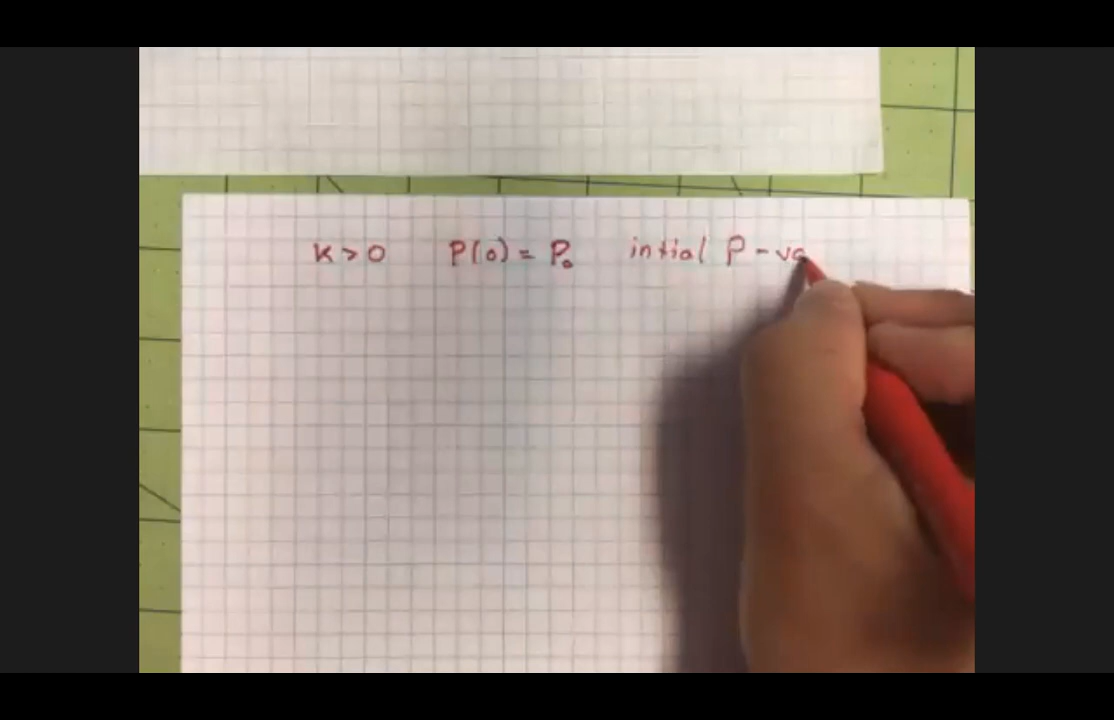 K > 0 P(0) = P₀ intial P - va